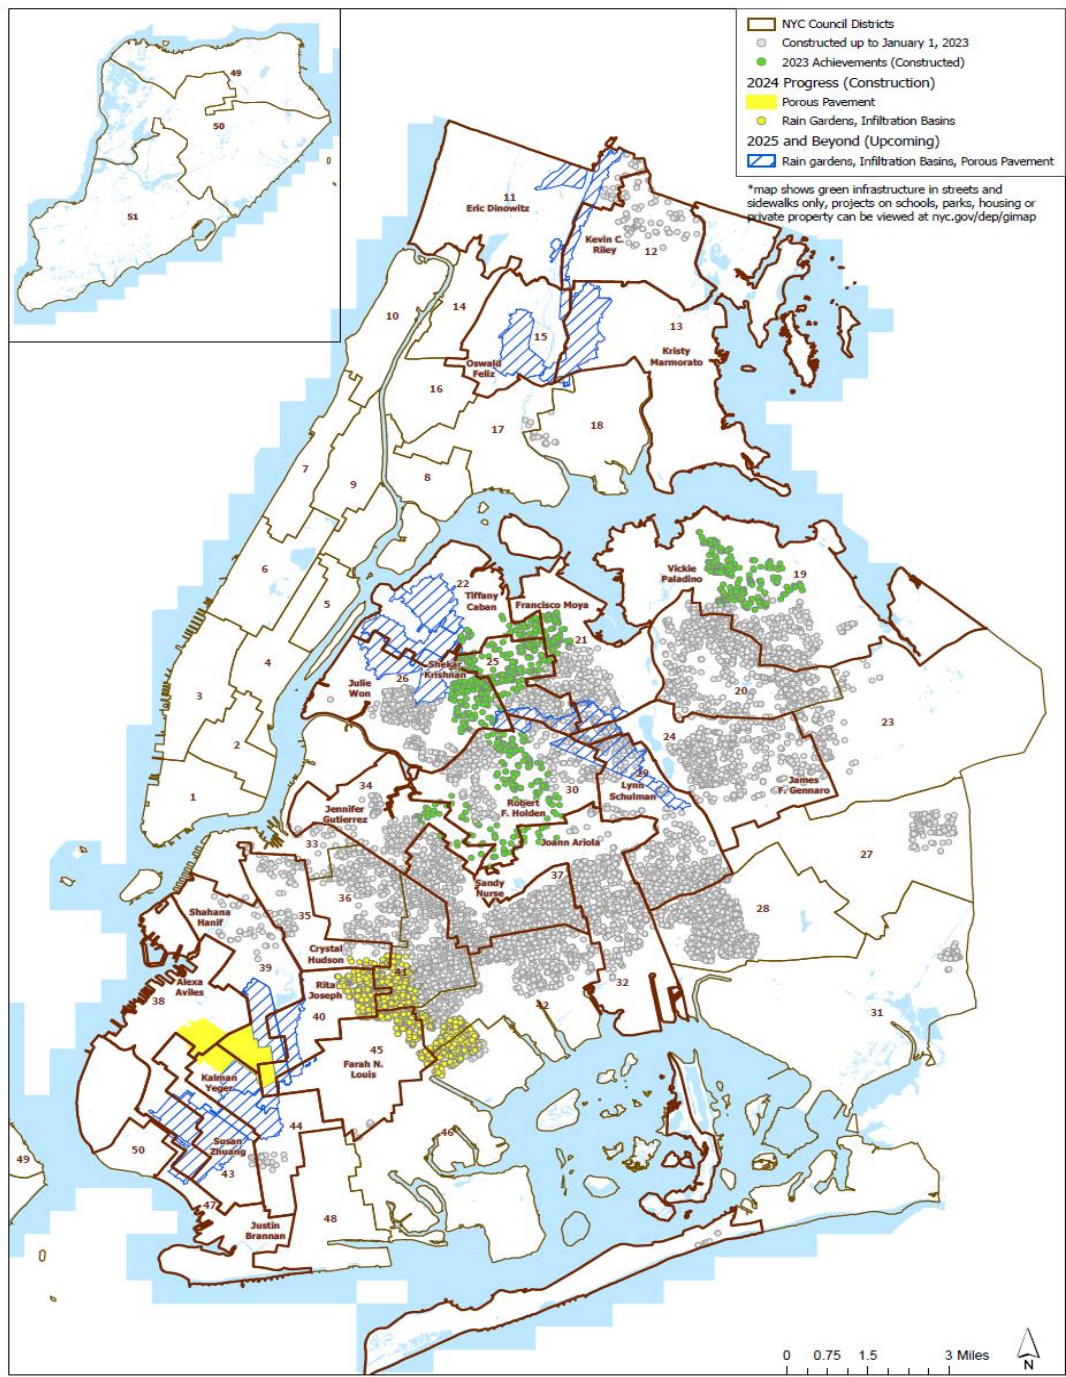 NYC Council Districts
Constructed up to January 1, 2023
2023 Achievements (Constructed)
2024 Progress (Construction)
Porous Pavement
Rain Gardens, Infiltration Basins
2025 and Beyond (Upcoming)
Rain gardens, Infiltration Basins, Porous Pavement
*map shows green infrastructure in streets and
sidewalks only, projects on schools, parks, housing or
private property can be viewed at nyc.gov/dep/gimap
49
50
51
11
Eric Dinowitz
Kevin C.
Riley
12
10
14
15
13
Kristy
Marmorato
Oswald
Feliz
16
17
18
7
9
8
6
5
22
Tiffany
Caban
Francisco Moya
Vickie
Paladino
19
21
4
25
Shekar
Krishnan
26
Julie
Won
20
3
2
24
23
1
34
30
29
Lynn
Schulman
James
F. Gennaro
Jennifer
Gutierrez
Robert
F. Holden
33
Joann Ariola
27
Sandy
Nurse
37
36
35
28
Shahana
Hanif
Crystal
Hudson
39
41
Alexa
Aviles
38
Rita
Joseph
40
42
32
31
45
Farah N.
Louis
Kalman
Yeger
44
46
Susan
Zhuang
50
49
43
47
48
Justin
Brannan
0 0.75 1.5 3 Miles
N